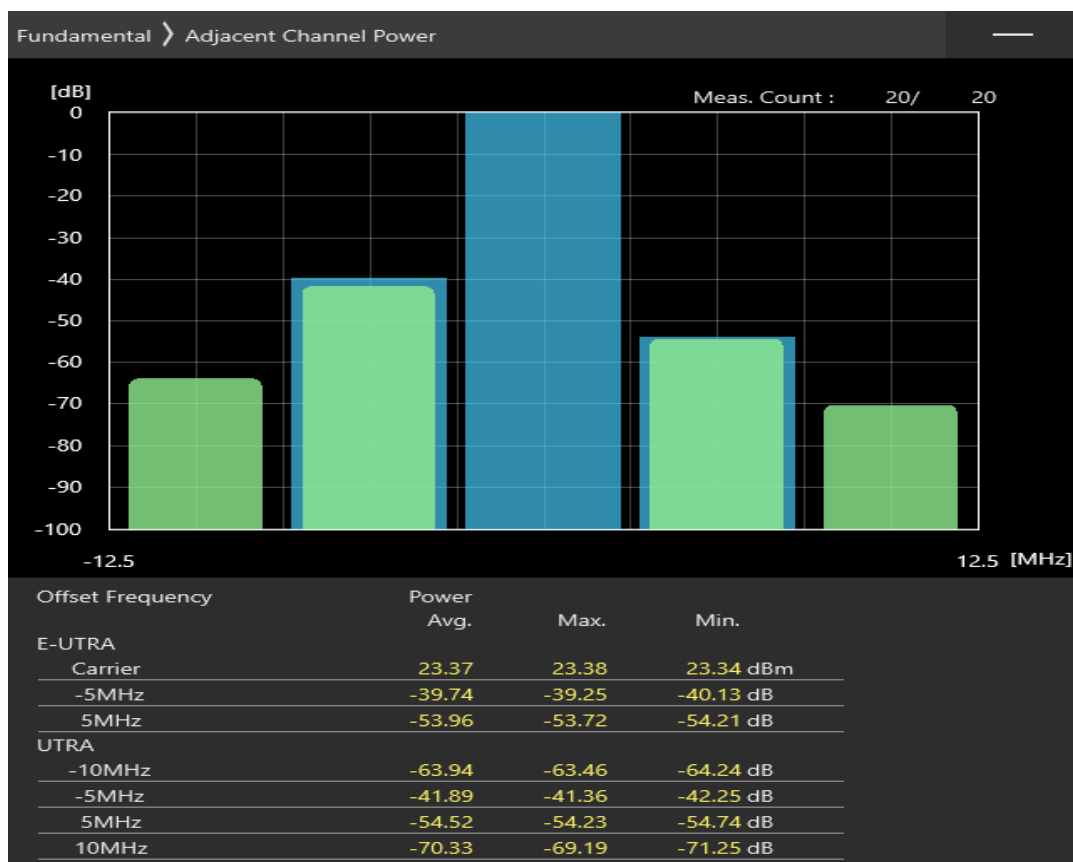 Fundamental ❯ Adjacent Channel Power
[dB]
Meas. Count : 20/ 20
0
-10
-20
-30
-40
-50
-60
-70
-80
-90
-100
-12.5 12.5 [MHz]
Offset Frequency Power
Avg. Max. Min.
E-UTRA
Carrier 23.37 23.38 23.34 dBm
-5MHz -39.74 -39.25 -40.13 dB
5MHz -53.96 -53.72 -54.21 dB
UTRA
-10MHz -63.94 -63.46 -64.24 dB
-5MHz -41.89 -41.36 -42.25 dB
5MHz -54.52 -54.23 -54.74 dB
10MHz -70.33 -69.19 -71.25 dB